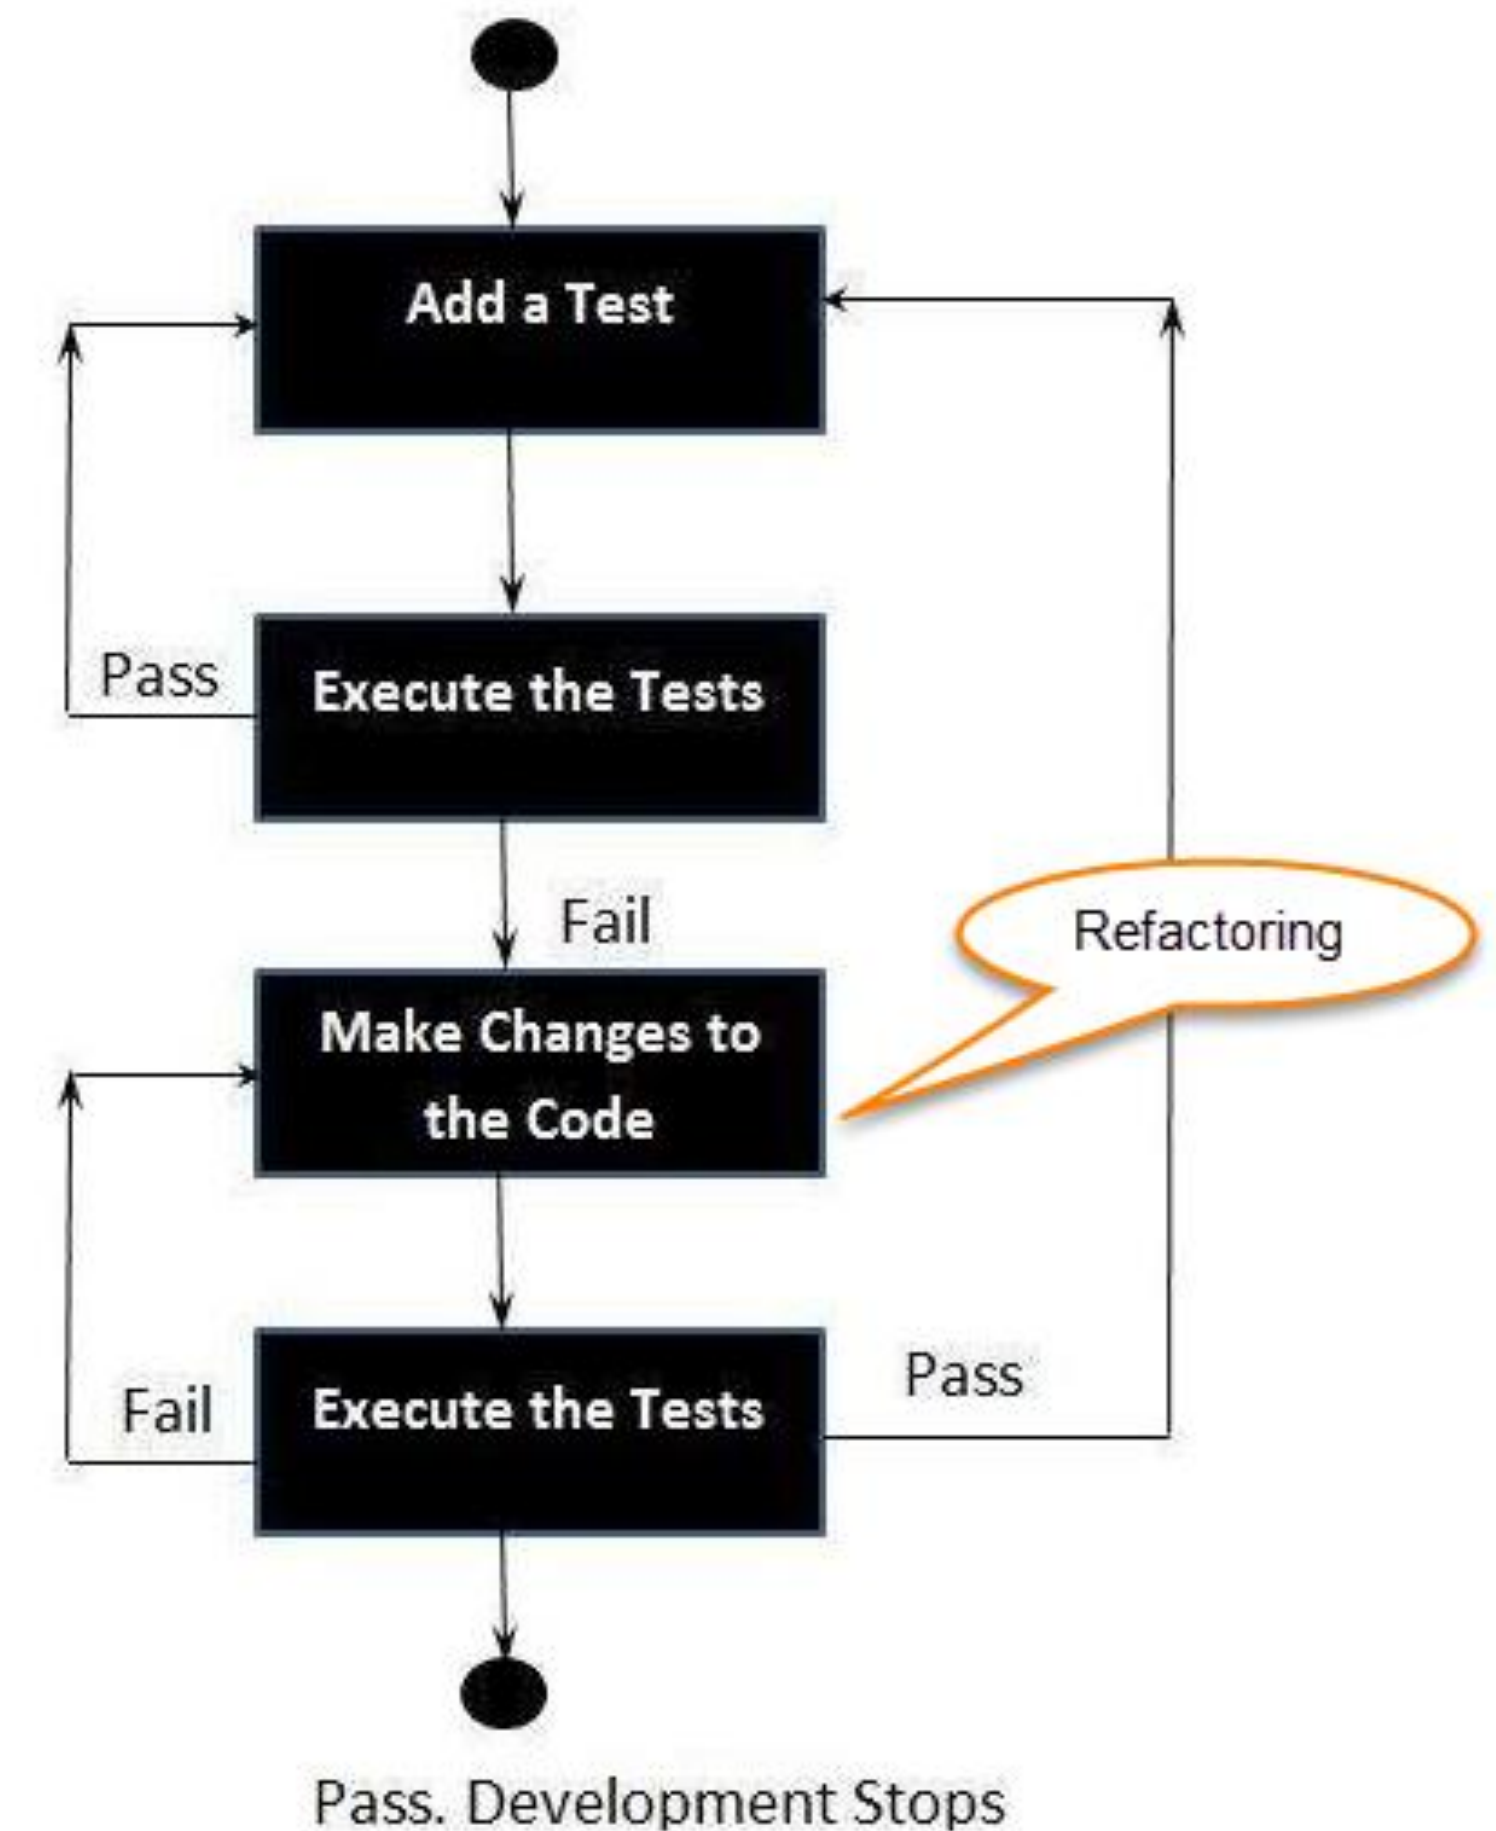 Add a Test
Pass
Execute the Tests
Fail
Refactoring
Make Changes to
the Code
Fail
Execute the Tests
Pass
Pass. Development Stops